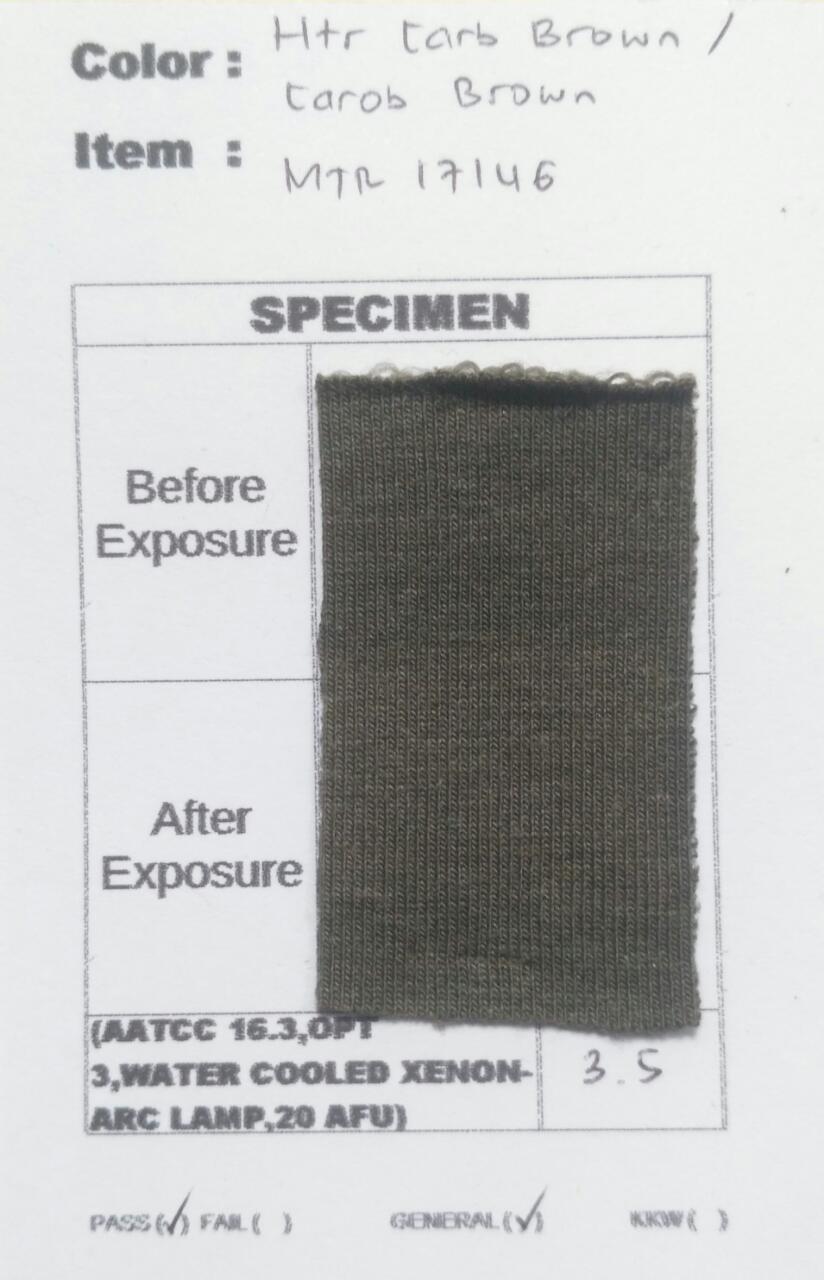 Color : Htr Carb Brown /
Carob Brown
Item : MTR 17146
SPECIMEN
Before
Exposure
After
Exposure
(AATCC 16.3,OPT
3,WATER COOLED XENON-
ARC LAMP,20 AFU)
3.5
PASS(✓) FAIL( ) GENERAL(✓) KKW( )